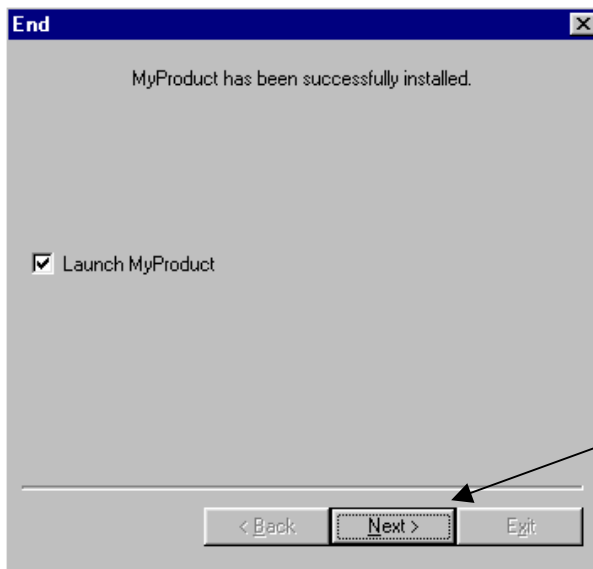 End
MyProduct has been successfully installed.
Launch MyProduct
< Back Next > Exit